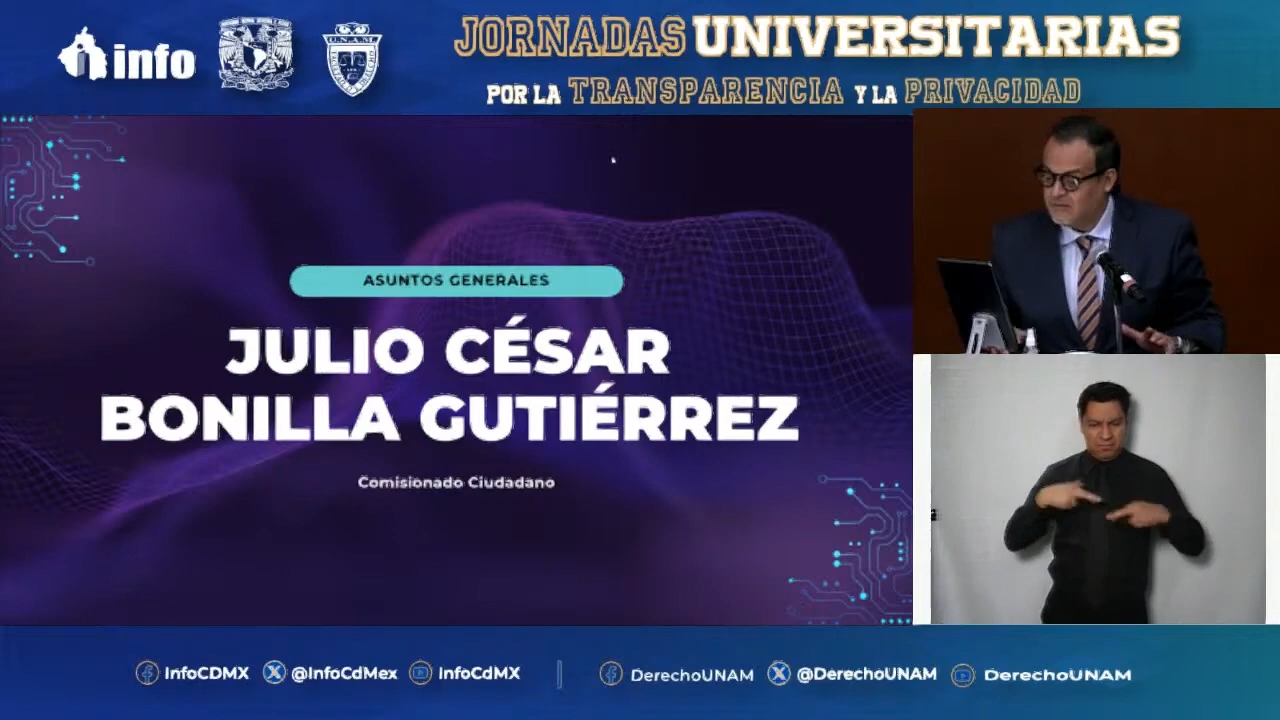 info
U.N.A.M.
JORNADAS UNIVERSITARIAS
POR LA TRANSPARENCIA Y LA PRIVACIDAD
ASUNTOS GENERALES
JULIO CÉSAR
BONILLA GUTIÉRREZ
Comisionado Ciudadano
InfoCDMX @InfoCdMex InfoCdMX DerechoUNAM @DerechoUNAM DerechoUNAM